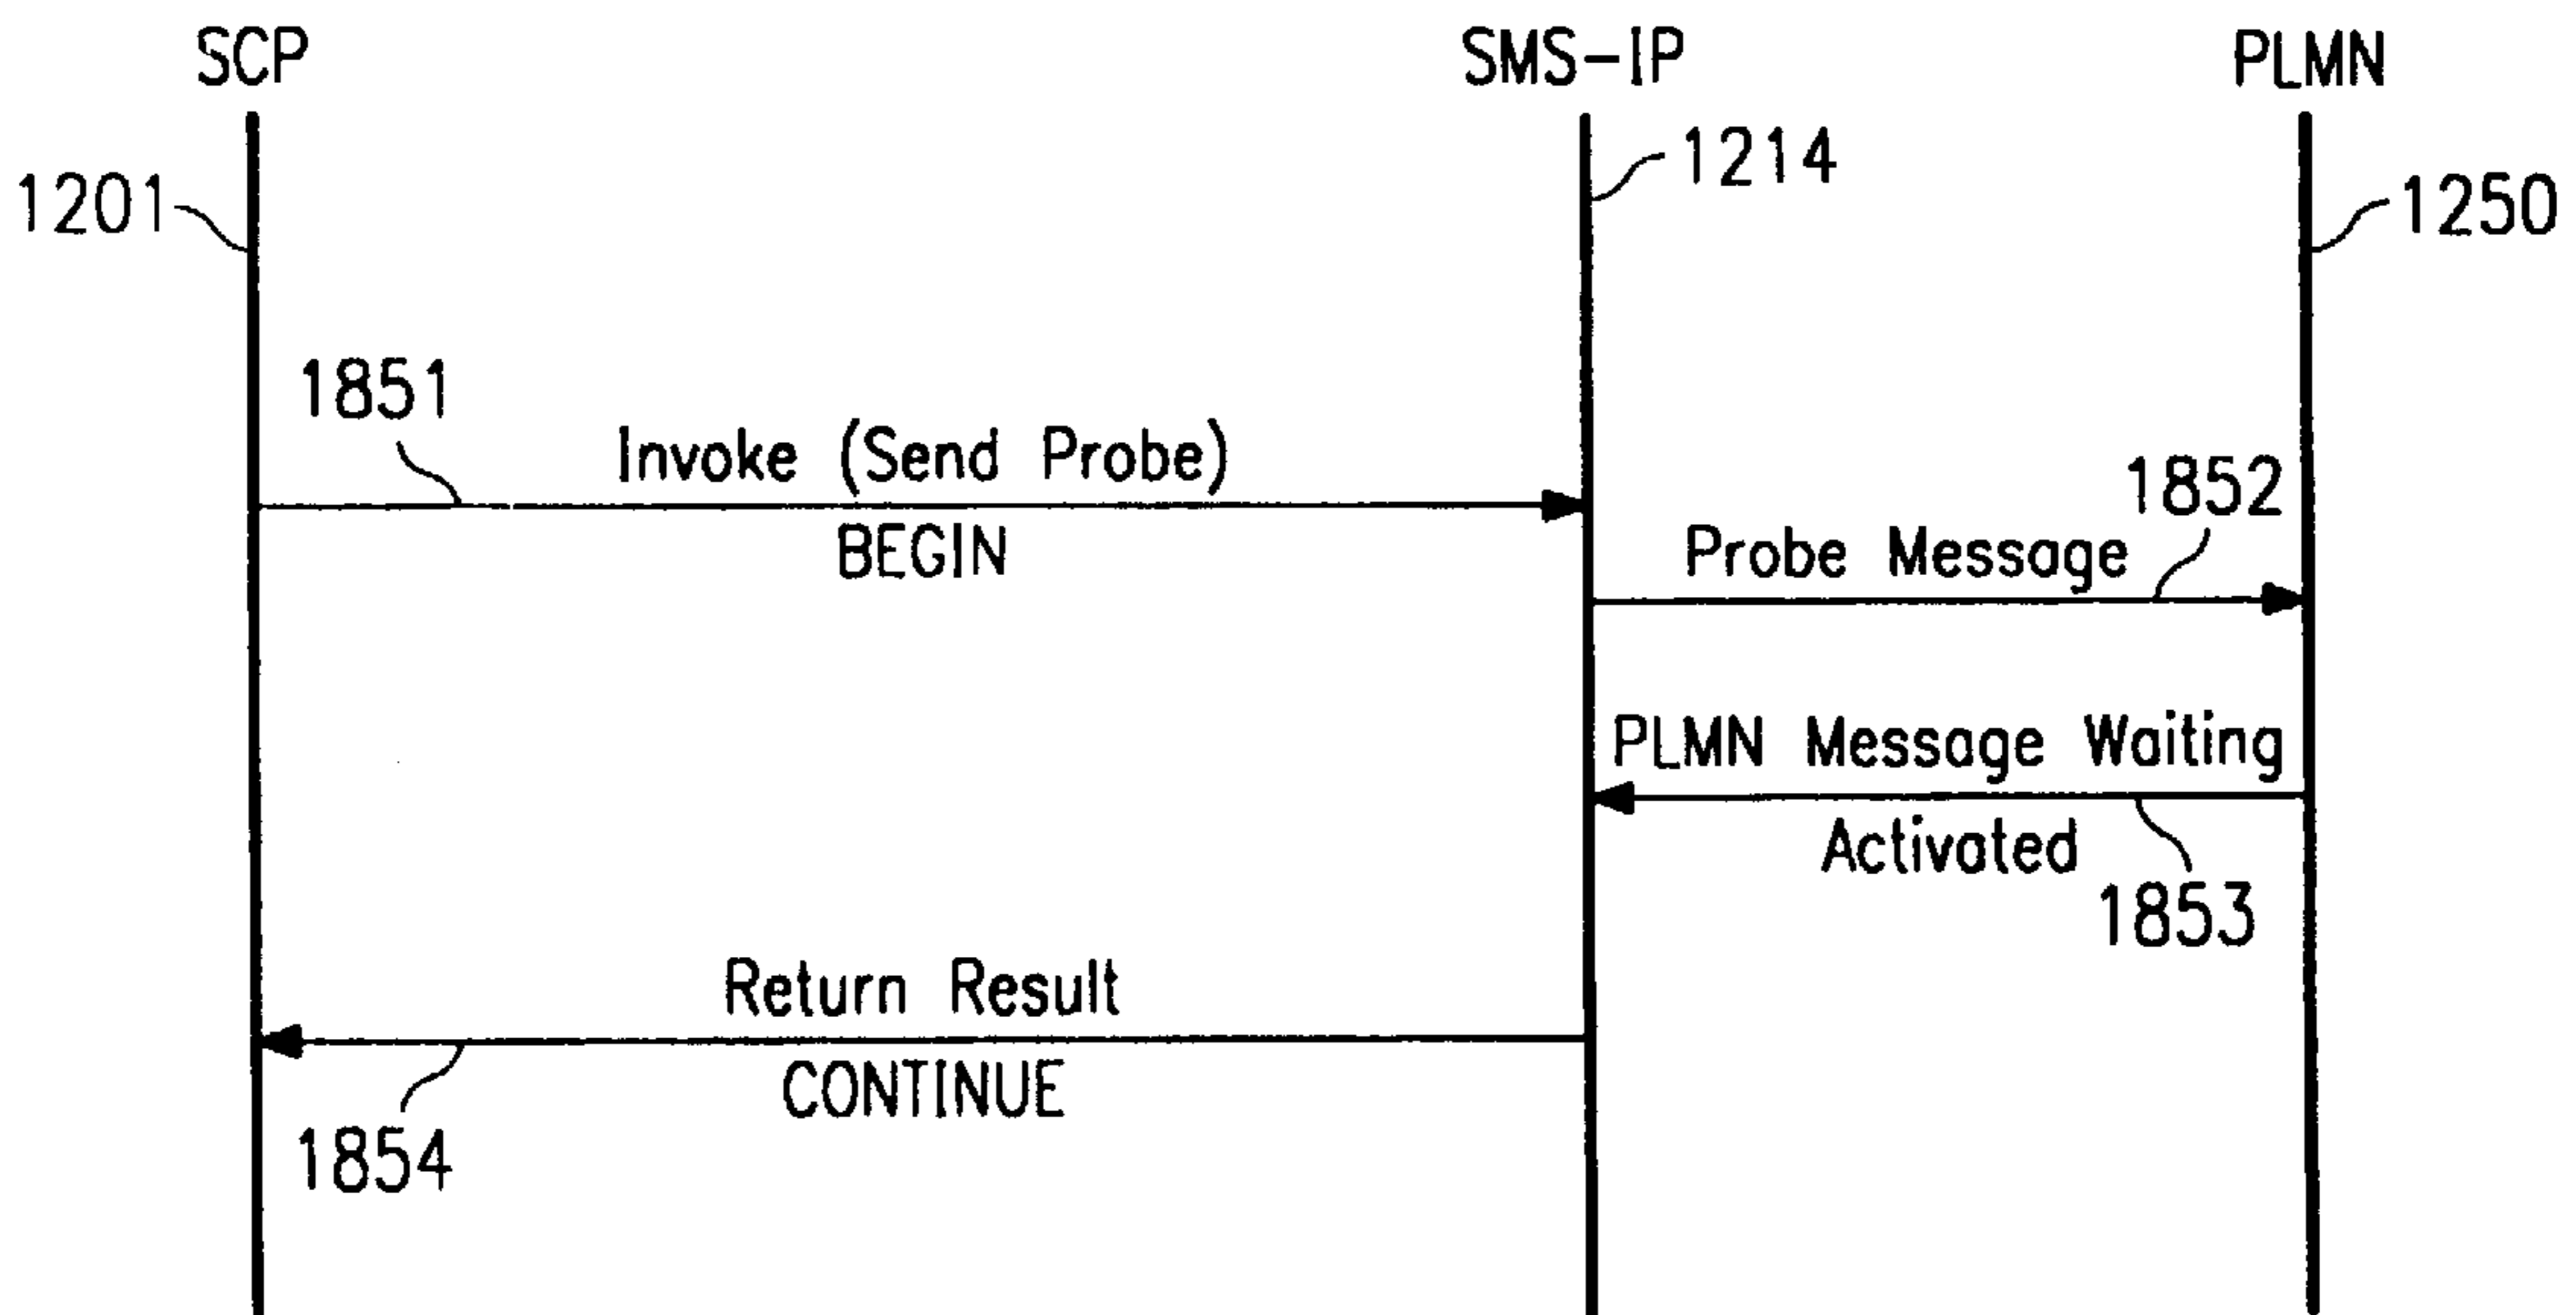 SCP
SMS-IP
PLMN
1201
1214
1250
1851
Invoke (Send Probe)
BEGIN
1852
Probe Message
PLMN Message Waiting
Activated
1853
Return Result
CONTINUE
1854